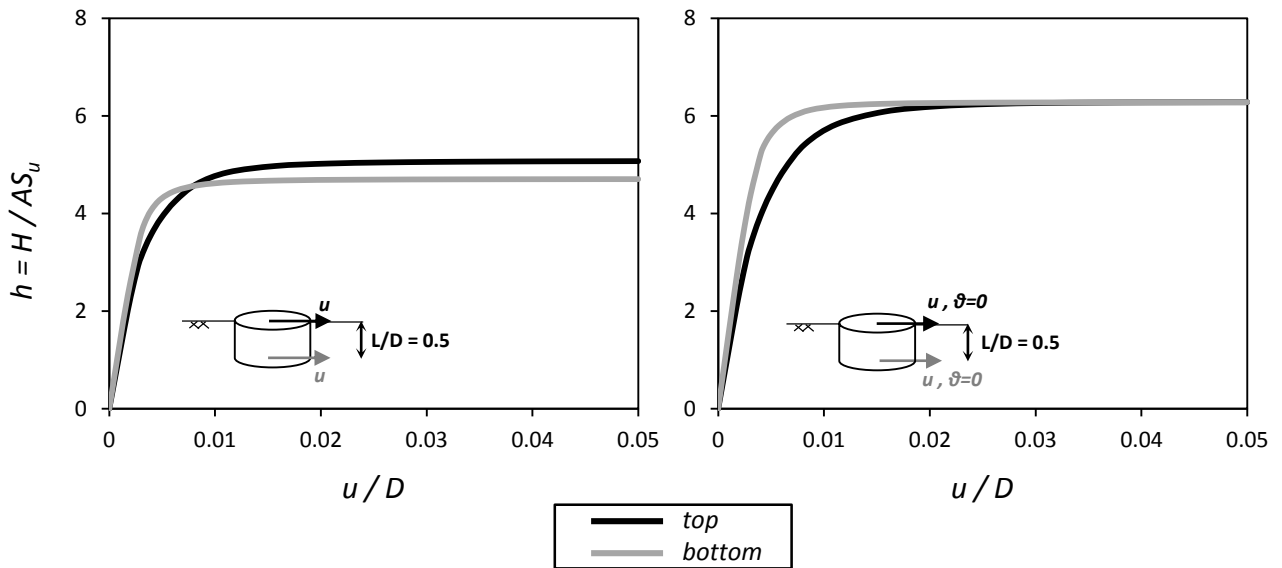 8
6
4
2
0
h = H / ASu
0 0.01 0.02 0.03 0.04 0.05
u / D
u
L/D = 0.5
u
8
6
4
2
0
0 0.01 0.02 0.03 0.04 0.05
u / D
u , ϑ=0
L/D = 0.5
u , ϑ=0
top
bottom